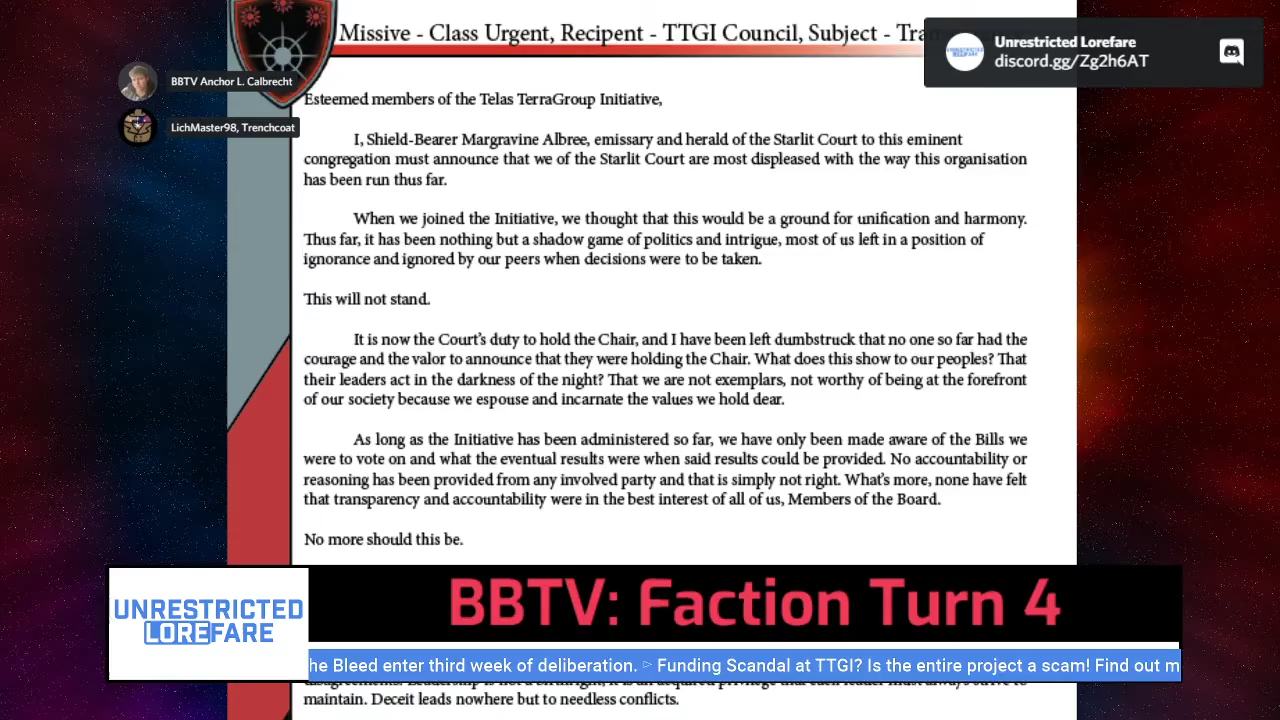 Missive - Class Urgent, Recipent - TTGI Council, Subject -
Unrestricted Lorefare
discord.gg/Zg2h6AT
UNRESTRICTED
LOREFARE
BBTV Anchor L. Calbrecht
LichMaster98, Trenchcoat
Esteemed members of the Telas TerraGroup Initiative,
I, Shield-Bearer Margravine Albree, emissary and herald of the Starlit Court to this eminent
congregation must announce that we of the Starlit Court are most displeased with the way this organisation
has been run thus far.
When we joined the Initiative, we thought that this would be a ground for unification and harmony.
Thus far, it has been nothing but a shadow game of politics and intrigue, most of us left in a position of
ignorance and ignored by our peers when decisions were to be taken.
This will not stand.
It is now the Court's duty to hold the Chair, and I have been left dumbstruck that no one so far had the
courage and the valor to announce that they were holding the Chair. What does this show to our peoples? That
their leaders act in the darkness of the night? That we are not exemplars, not worthy of being at the forefront
of our society because we espouse and incarnate the values we hold dear.
As long as the Initiative has been administered so far, we have only been made aware of the Bills we
were to vote on and what the eventual results were when said results could be provided. No accountability or
reasoning has been provided from any involved party and that is simply not right. What's more, none have felt
that transparency and accountability were in the best interest of all of us, Members of the Board.
No more should this be.
BBTV: Faction Turn 4
UNRESTRICTED
LOREFARE
he Bleed enter third week of deliberation. ▻ Funding Scandal at TTGI? Is the entire project a scam! Find out m
maintain. Deceit leads nowhere but to needless conflicts.